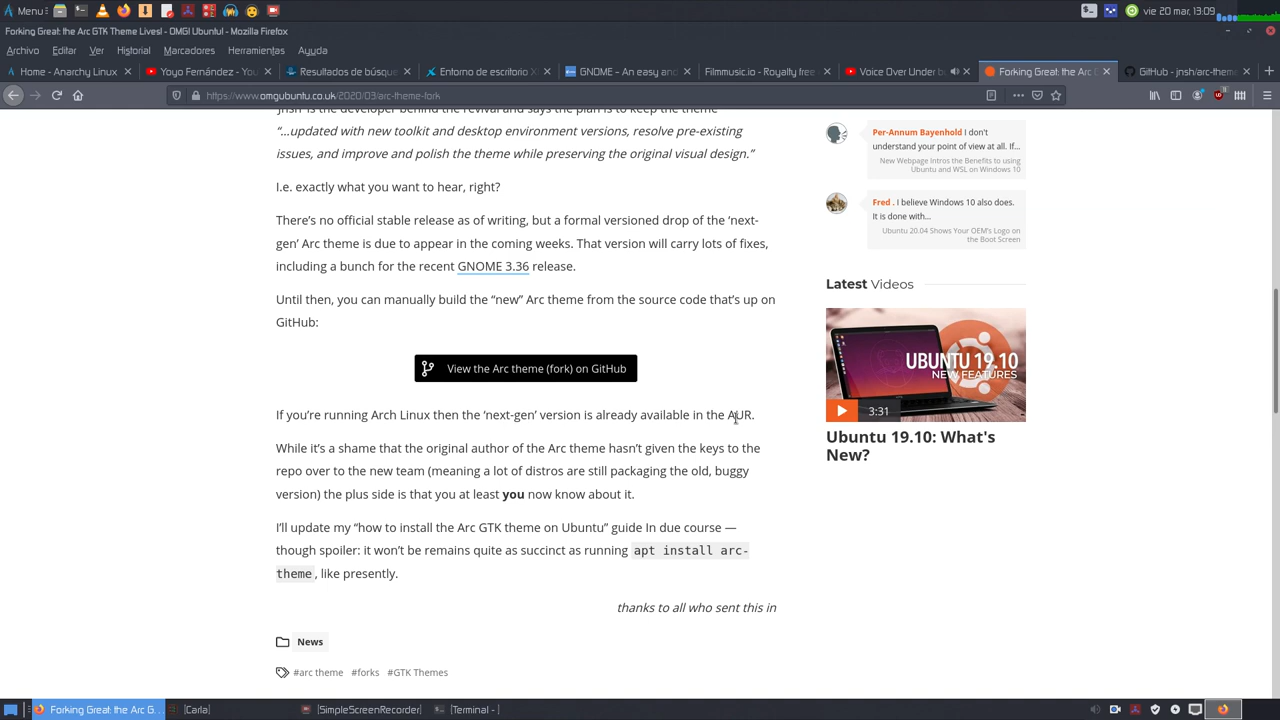 Menu
vie 20 mar, 13:09
Forking Great: the Arc GTK Theme Lives! - OMG! Ubuntu! - Mozilla Firefox
Archivo Editar Ver Historial Marcadores Herramientas Ayuda
Home - Anarchy Linux
Yoyo Fernández - You
Resultados de búsque
Entorno de escritorio X
GNOME – An easy and
Filmmusic.io - Royalty free
Voice Over Under b
Forking Great: the Arc G
GitHub - jnsh/arc-them
https://www.omgubuntu.co.uk/2020/03/arc-theme-fork
'jnsh' is the developer behind the revival and says the plan is to keep the theme
“…updated with new toolkit and desktop environment versions, resolve pre-existing
issues, and improve and polish the theme while preserving the original visual design.”
I.e. exactly what you want to hear, right?
There’s no official stable release as of writing, but a formal versioned drop of the ‘next-
gen’ Arc theme is due to appear in the coming weeks. That version will carry lots of fixes,
including a bunch for the recent GNOME 3.36 release.
Until then, you can manually build the “new” Arc theme from the source code that’s up on
GitHub:
View the Arc theme (fork) on GitHub
If you’re running Arch Linux then the ‘next-gen’ version is already available in the AUR.
While it’s a shame that the original author of the Arc theme hasn’t given the keys to the
repo over to the new team (meaning a lot of distros are still packaging the old, buggy
version) the plus side is that you at least you now know about it.
I’ll update my “how to install the Arc GTK theme on Ubuntu” guide In due course —
though spoiler: it won’t be remains quite as succinct as running apt install arc-
theme, like presently.
thanks to all who sent this in
News
#arc theme #forks #GTK Themes
Per-Annum Bayenhold I don't
understand your point of view at all. If...
New Webpage Intros the Benefits to using
Ubuntu and WSL on Windows 10
Fred . I believe Windows 10 also does.
It is done with...
Ubuntu 20.04 Shows Your OEM's Logo on
the Boot Screen
Latest Videos
UBUNTU 19.10
NEW FEATURES
3:31
Ubuntu 19.10: What's
New?
Forking Great: the Arc G...
[Carla]
[SimpleScreenRecorder]
[Terminal - ]